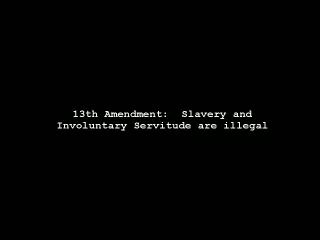 13th Amendment:  Slavery and
Involuntary Servitude are illegal